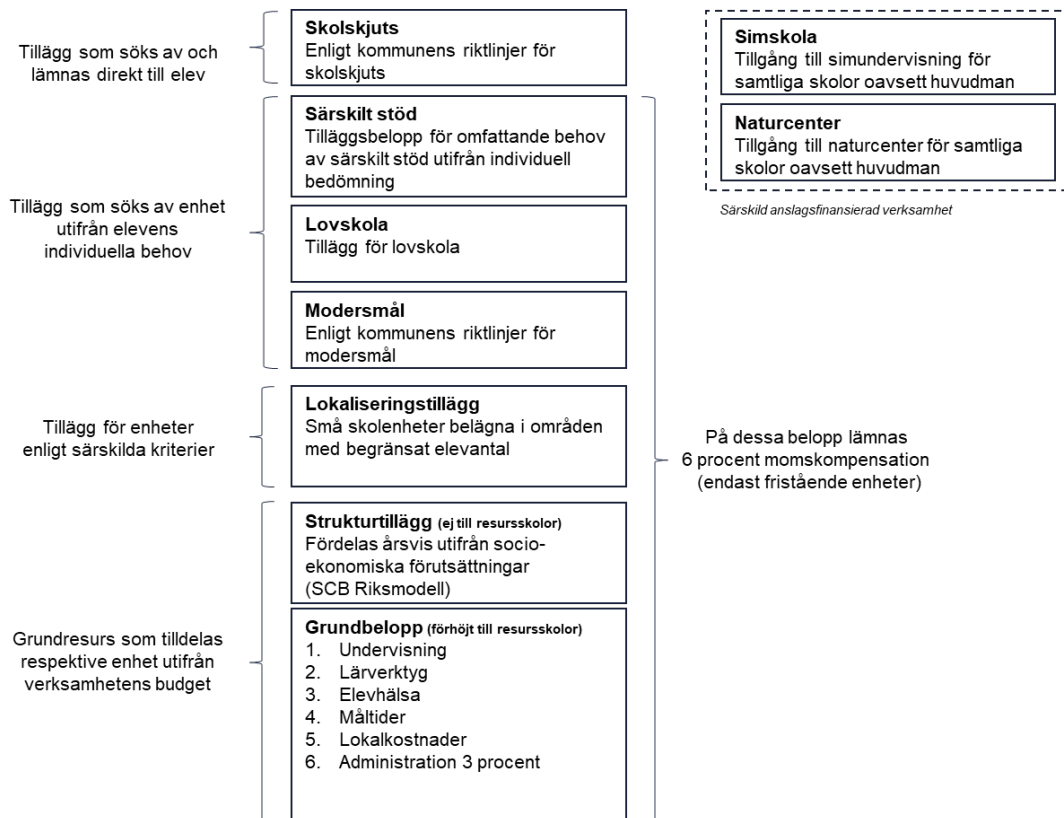 Tillägg som söks av och
lämnas direkt till elev
Skolskjuts
Enligt kommunens riktlinjer för
skolskjuts
Simskola
Tillgång till simundervisning för
samtliga skolor oavsett huvudman
Naturcenter
Tillgång till naturcenter för samtliga
skolor oavsett huvudman
Särskild anslagsfinansierad verksamhet
Tillägg som söks av enhet
utifrån elevens
individuella behov
Särskilt stöd
Tilläggsbelopp för omfattande behov
av särskilt stöd utifrån individuell
bedömning
Lovskola
Tillägg för lovskola
Modersmål
Enligt kommunens riktlinjer för
modersmål
Tillägg för enheter
enligt särskilda kriterier
Lokaliseringstillägg
Små skolenheter belägna i områden
med begränsat elevantal
På dessa belopp lämnas
6 procent momskompensation
(endast fristående enheter)
Grundresurs som tilldelas
respektive enhet utifrån
verksamhetens budget
Strukturtillägg (ej till resursskolor)
Fördelas årsvis utifrån socio-
ekonomiska förutsättningar
(SCB Riksmodell)
Grundbelopp (förhöjt till resursskolor)
1. Undervisning
2. Lärverktyg
3. Elevhälsa
4. Måltider
5. Lokalkostnader
6. Administration 3 procent